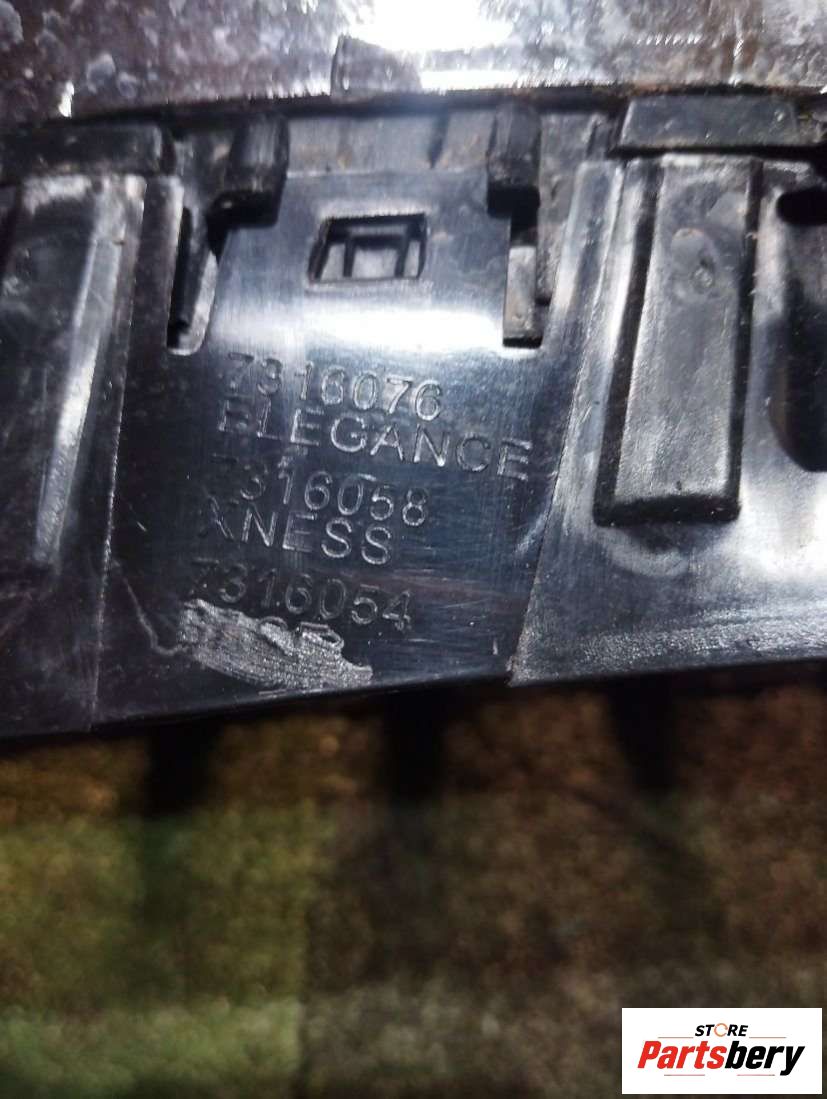 7316076
ELEGANCE
7316058
XNESS
7316054
STORE
Partsbery